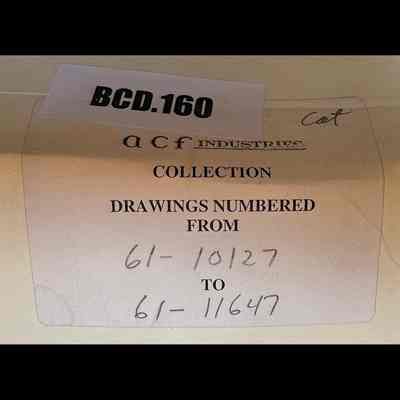 BCD.160
Cat
acf INDUSTRIES
COLLECTION
DRAWINGS NUMBERED
FROM
61-10127
TO
61-11647